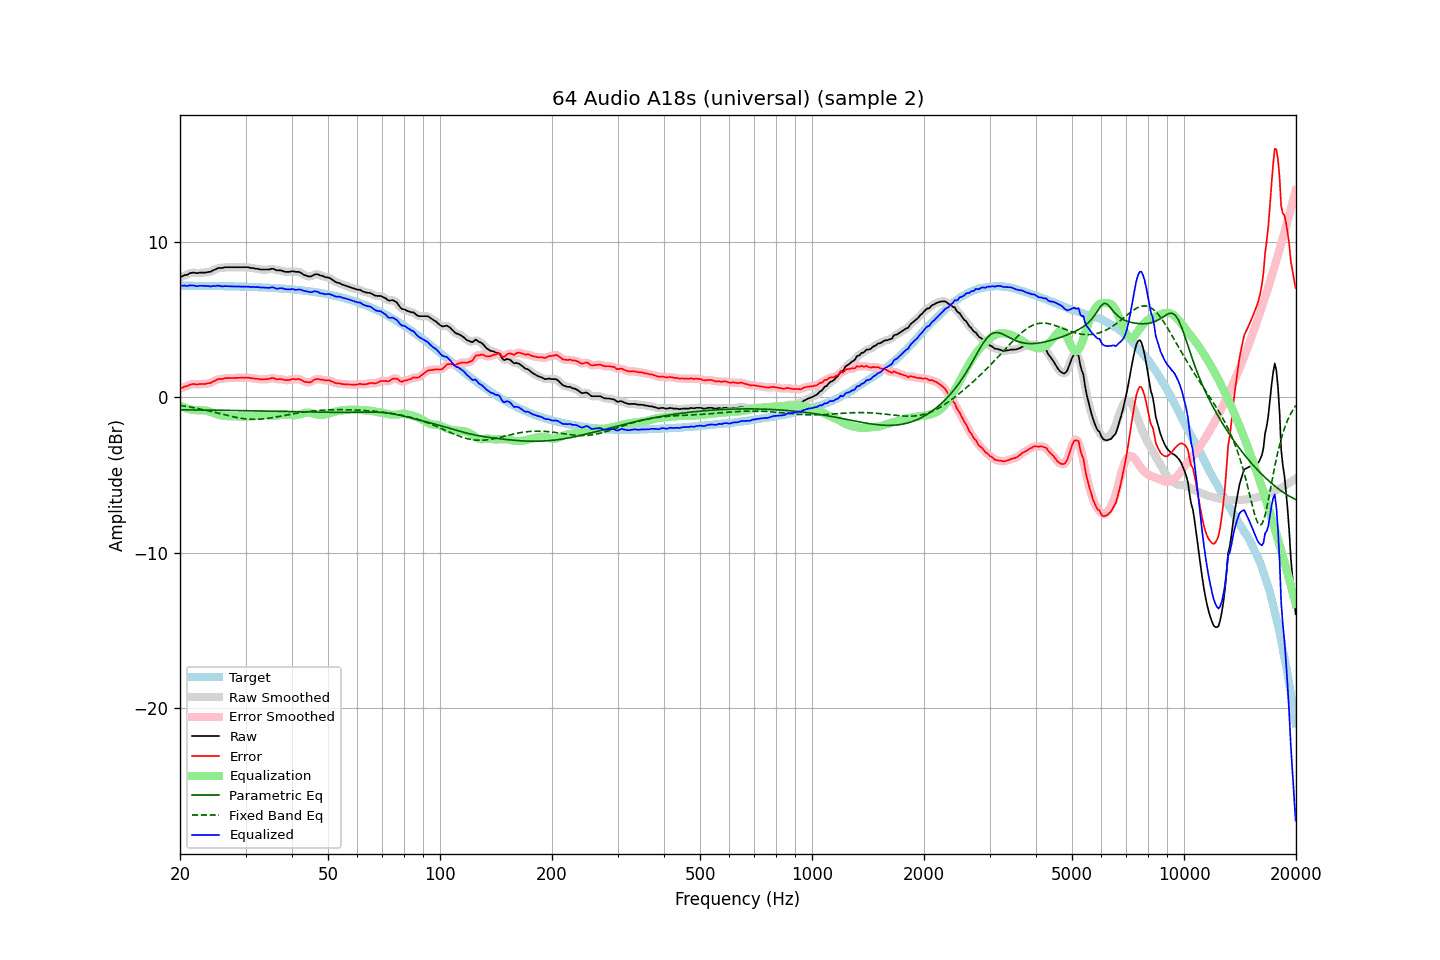 64 Audio A18s (universal) (sample 2)
Amplitude (dBr)
10
0
−10
−20
Target
Raw Smoothed
Error Smoothed
Raw
Error
Equalization
Parametric Eq
Fixed Band Eq
Equalized
20 50 100 200 500 1000 2000 5000 10000 20000
Frequency (Hz)